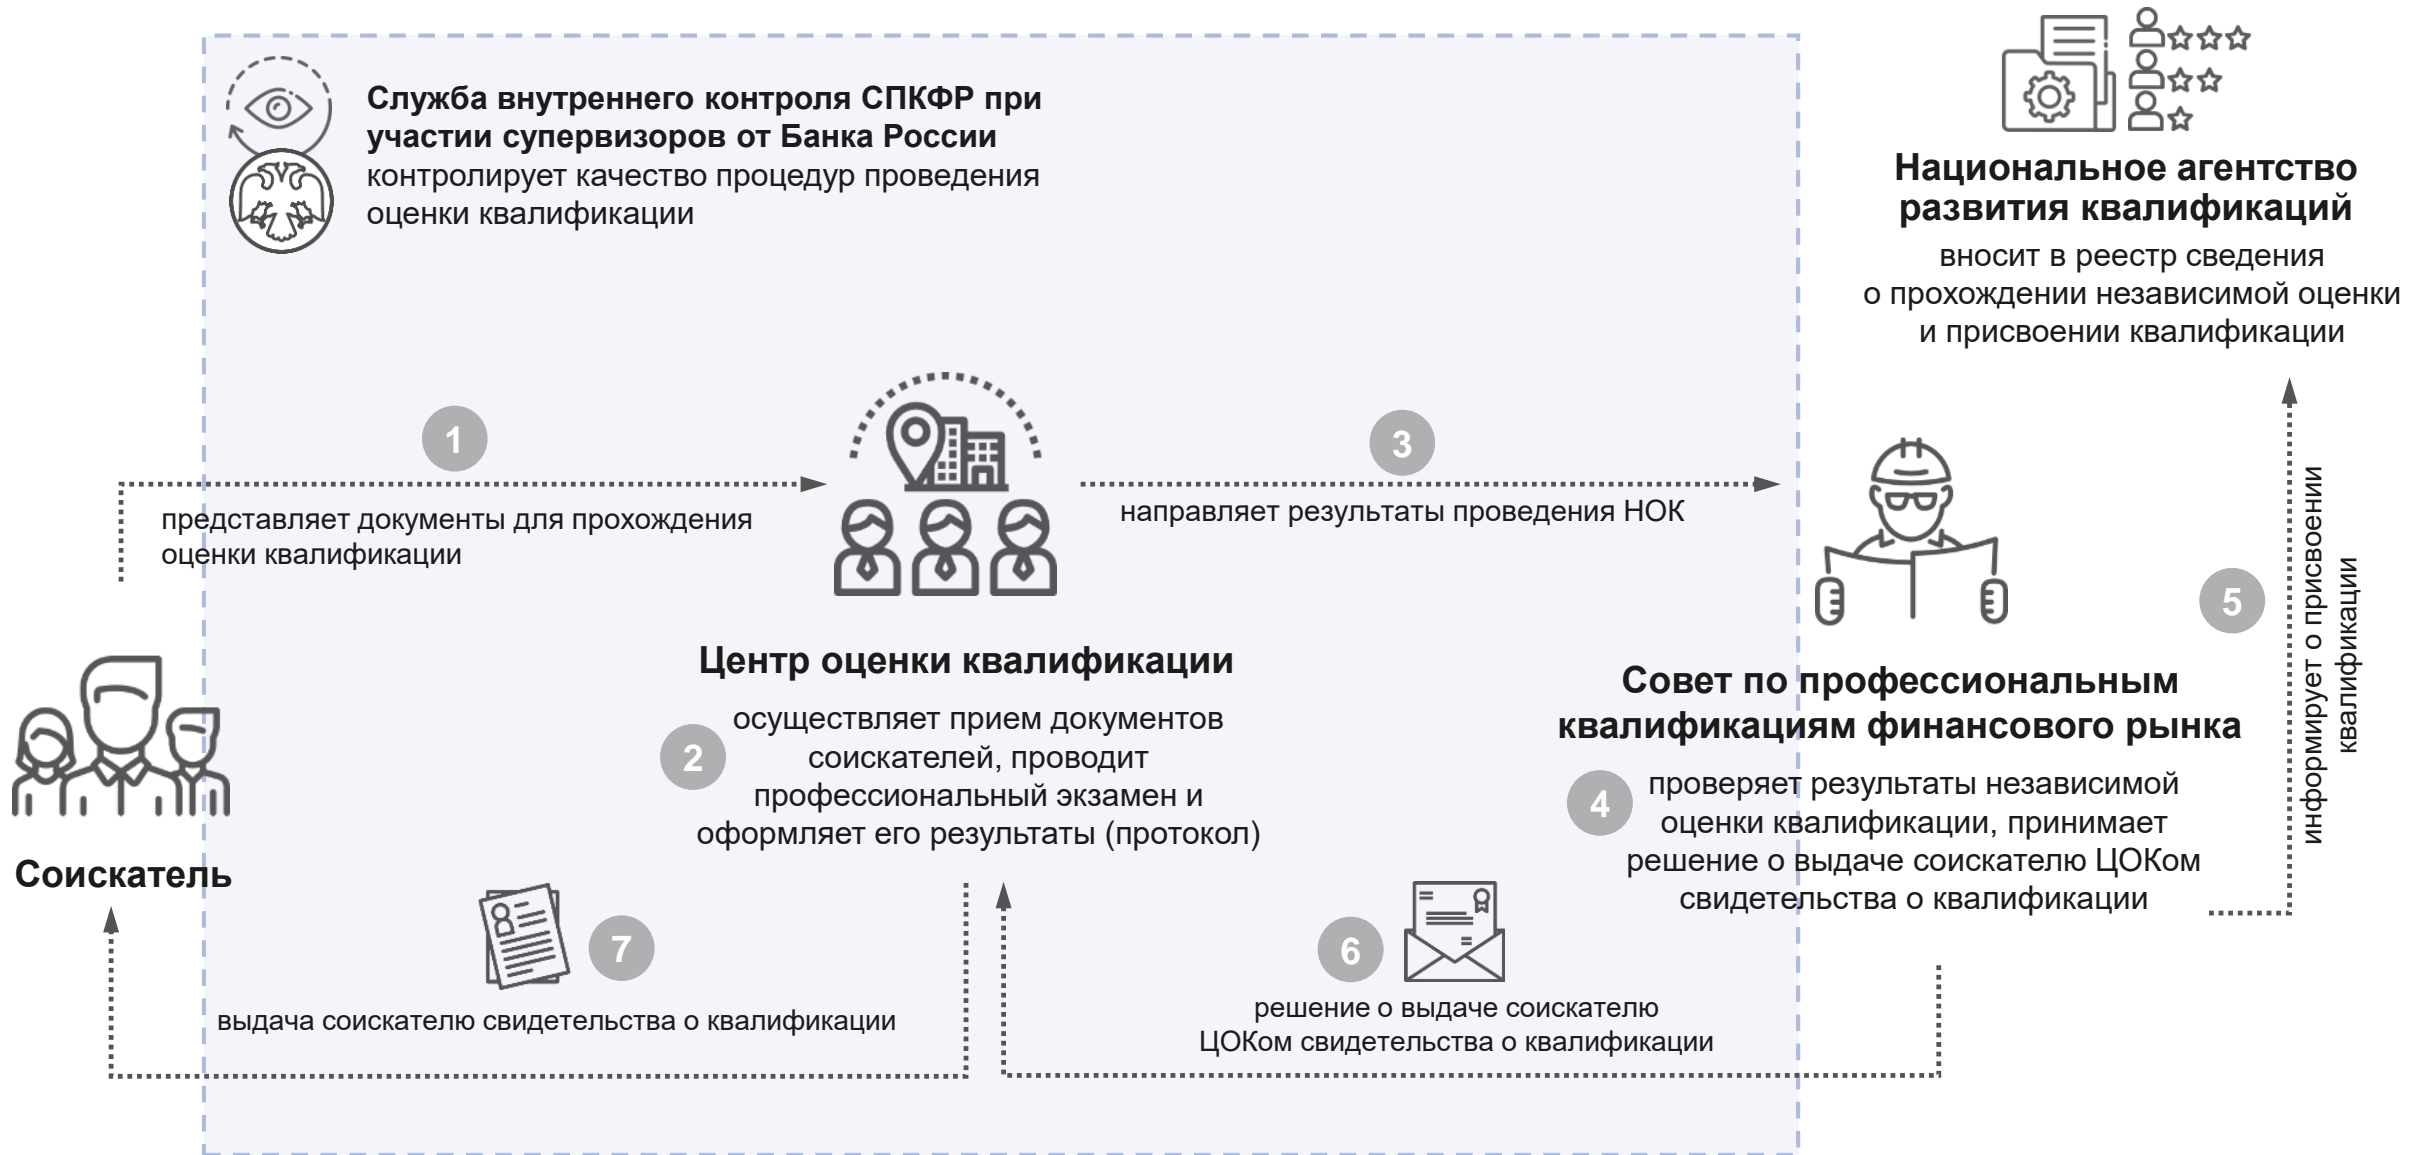 Служба внутреннего контроля СПКФР при
участии супервизоров от Банка России
контролирует качество процедур проведения
оценки квалификации
Национальное агентство
развития квалификаций
вносит в реестр сведения
о прохождении независимой оценки
и присвоении квалификации
1
представляет документы для прохождения
оценки квалификации
3
направляет результаты проведения НОК
5
информирует о присвоении
квалификации
Соискатель
Центр оценки квалификации
2
осуществляет прием документов
соискателей, проводит
профессиональный экзамен и
оформляет его результаты (протокол)
Совет по профессиональным
квалификациям финансового рынка
4
проверяет результаты независимой
оценки квалификации, принимает
решение о выдаче соискателю ЦОКом
свидетельства о квалификации
7
выдача соискателю свидетельства о квалификации
6
решение о выдаче соискателю
ЦОКом свидетельства о квалификации